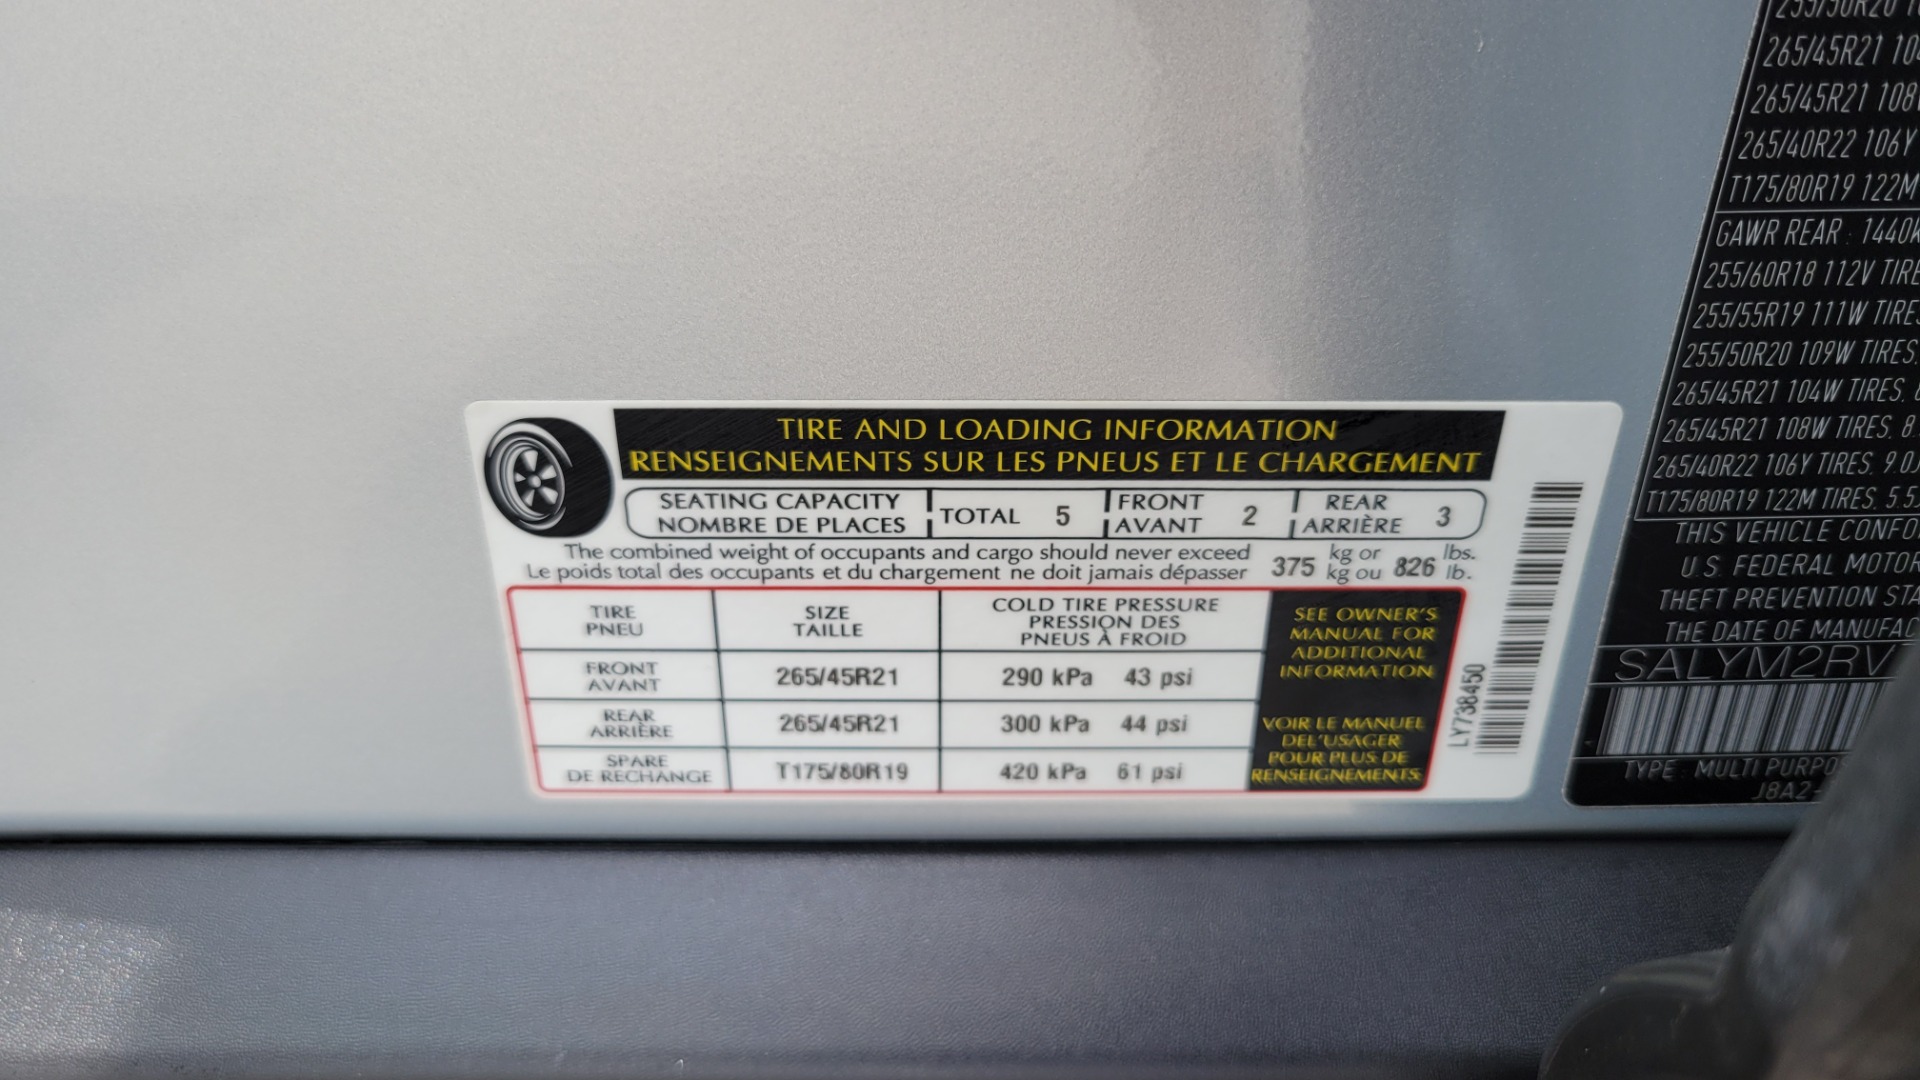 TIRE AND LOADING INFORMATION
RENSEIGNEMENTS SUR LES PNEUS ET LE CHARGEMENT
SEATING CAPACITY
NOMBRE DE PLACES
TOTAL 5
FRONT
AVANT
2
REAR
ARRIÈRE
3
The combined weight of occupants and cargo should never exceed 375 kg or 826 lbs.
Le poids total des occupants et du chargement ne doit jamais dépasser kg ou lb.
TIRE
PNEU
SIZE
TAILLE
COLD TIRE PRESSURE
PRESSION DES
PNEUS À FROID
FRONT
AVANT
265/45R21
290 kPa 43 psi
REAR
ARRIÈRE
265/45R21
300 kPa 44 psi
SPARE
DE RECHANGE
T175/80R19
420 kPa 61 psi
SEE OWNER'S
MANUAL FOR
ADDITIONAL
INFORMATION
VOIR LE MANUEL
DEL'USAGER
POUR PLUS DE
RENSEIGNEMENTS
LY738450
255/50R20
265/45R21
265/45R21 108
265/40R22 106Y
T175/80R19 122M
GAWR REAR : 1440
255/60R18 112V TIRE
255/55R19 111W TIRES
255/50R20 109W TIRES.
265/45R21 104W TIRES.
265/45R21 108W TIRES. 8.
265/40R22 106Y TIRES. 9.0J
T175/80R19 122M TIRES. 5.5
THIS VEHICLE CONFO
U.S. FEDERAL MOTOR
THEFT PREVENTION STA
THE DATE OF MANUFAC
SALYM2RV
TYPE : MULTI PURPO
J8A2-